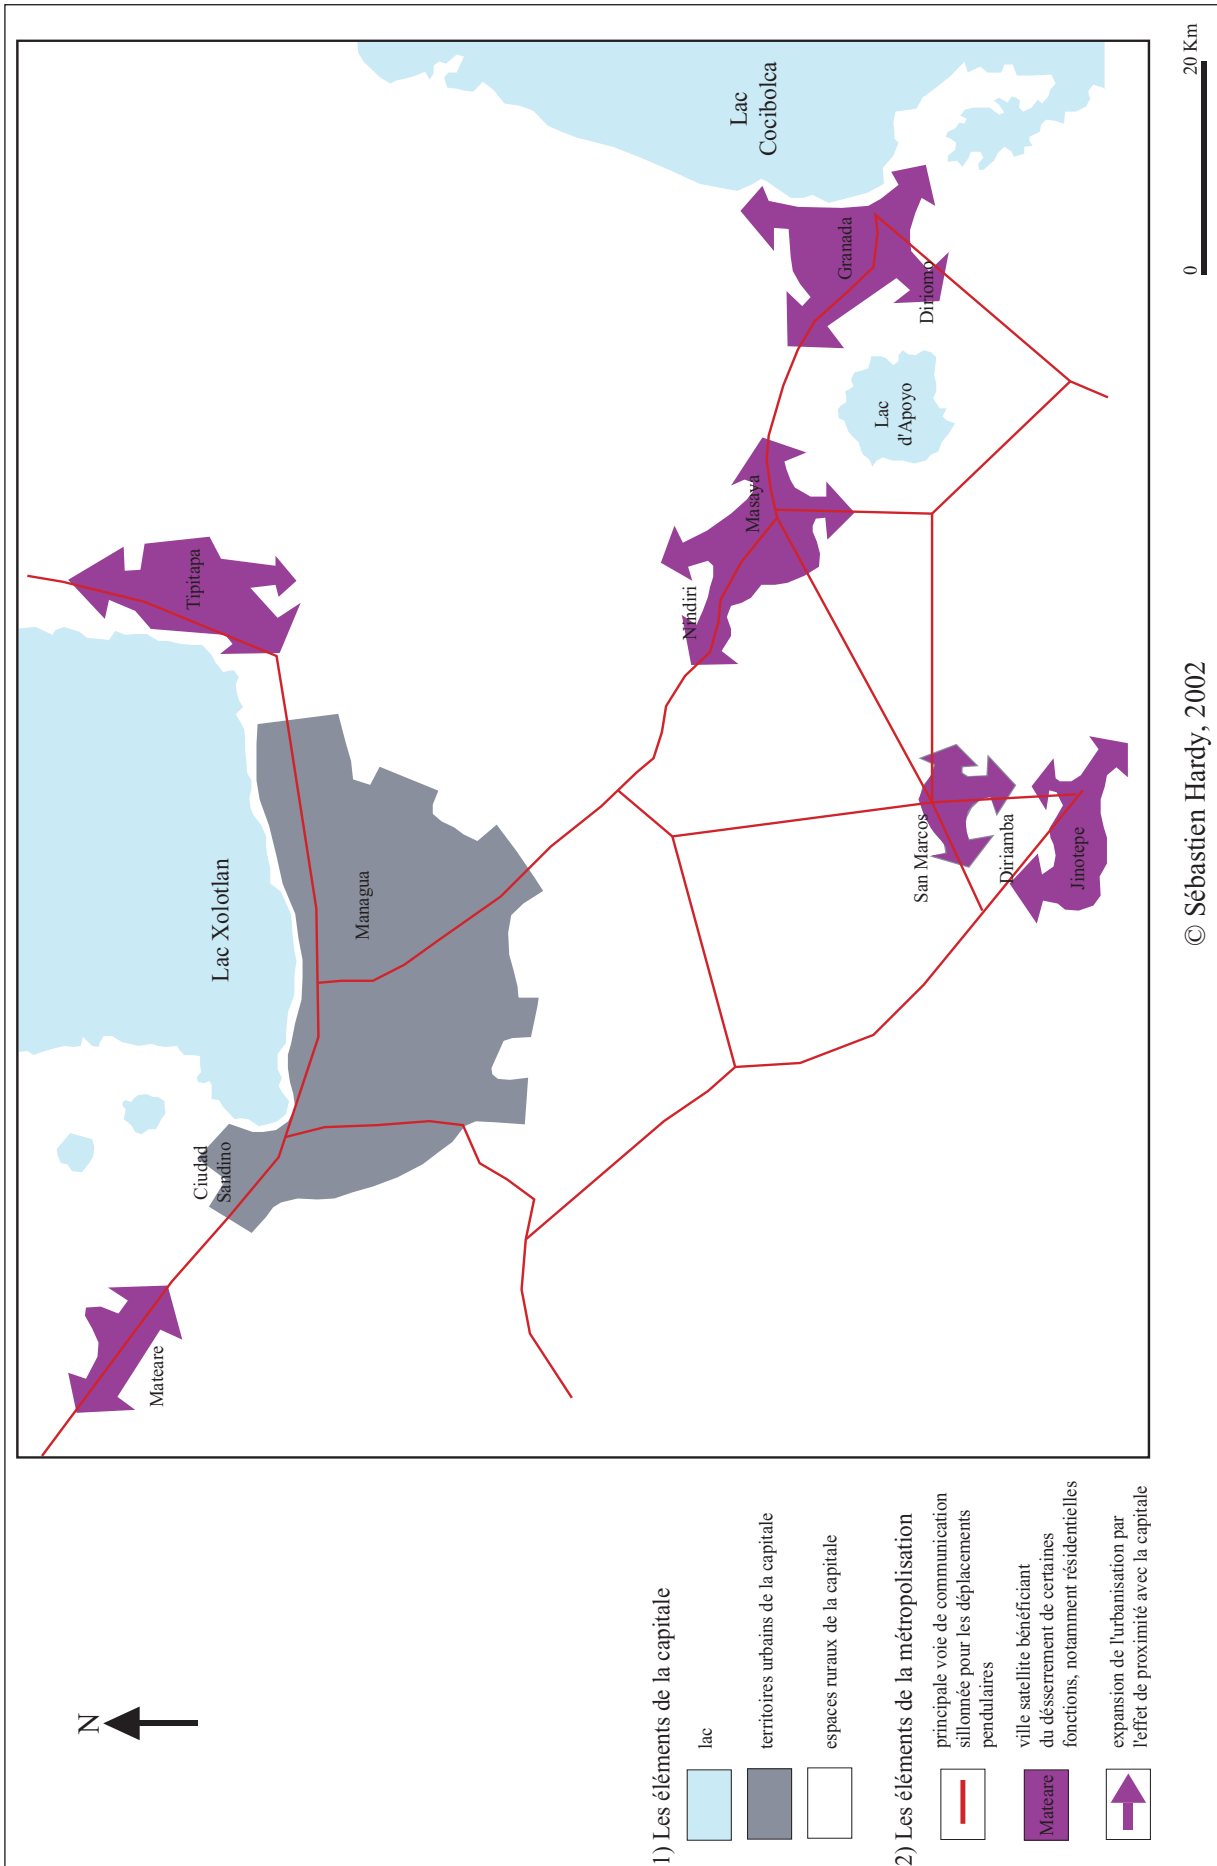 N
1) Les éléments de la capitale
lac
territoires urbains de la capitale
espaces ruraux de la capitale
2) Les éléments de la métropolisation
principale voie de communication
sillonnée pour les déplacements
pendulaires
Mateare
ville satellite bénéficiant
du désserrement de certaines
fonctions, notamment résidentielles
expansion de l'urbanisation par
l'effet de proximité avec la capitale
Mateare
Ciudad
Sandino
Lac Xolotlan
Managua
Tipitapa
Nindiri
Masaya
Lac
Cocibolca
Granada
Diriomo
Lac
d'Apoyo
San Marcos
Diriamba
Jinotepe
0
20 Km
© Sébastien Hardy, 2002